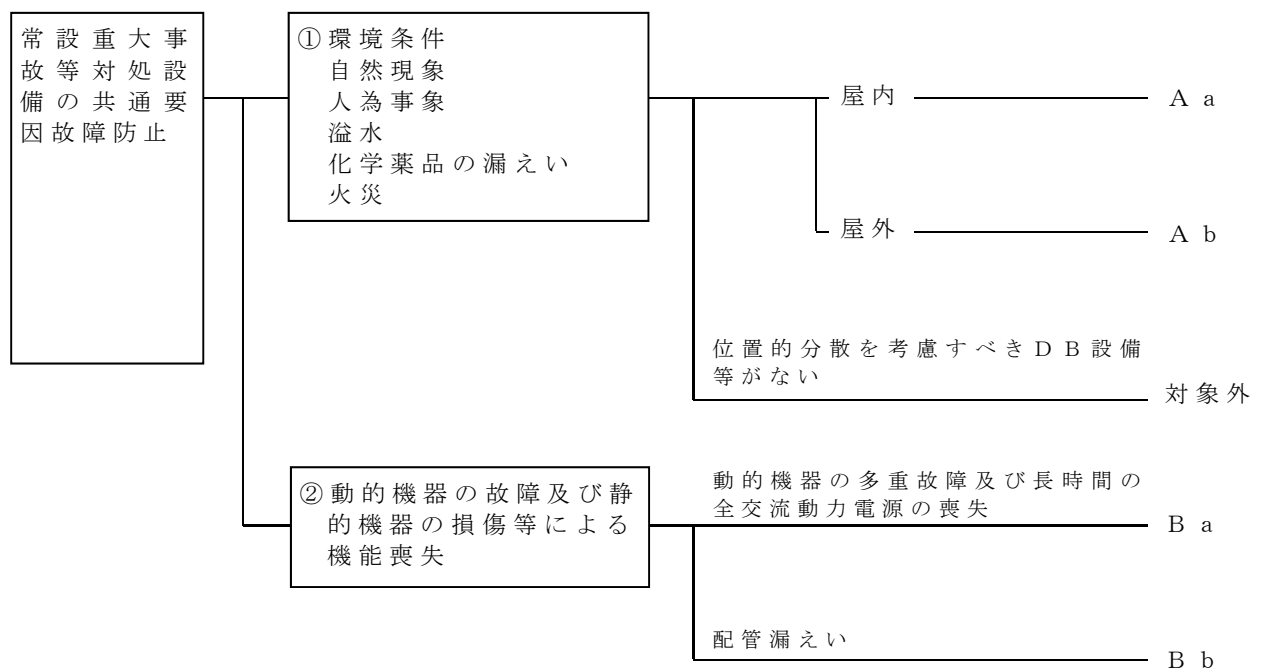 常設重大事
故等対処設
備の共通要
因故障防止
①環境条件
自然現象
人為事象
溢水
化学薬品の漏えい
火災
屋内
Ａａ
屋外
Ａｂ
位置的分散を考慮すべきＤＢ設備
等がない
対象外
②動的機器の故障及び静
的機器の損傷等による
機能喪失
動的機器の多重故障及び長時間の
全交流動力電源の喪失
Ｂａ
配管漏えい
Ｂｂ